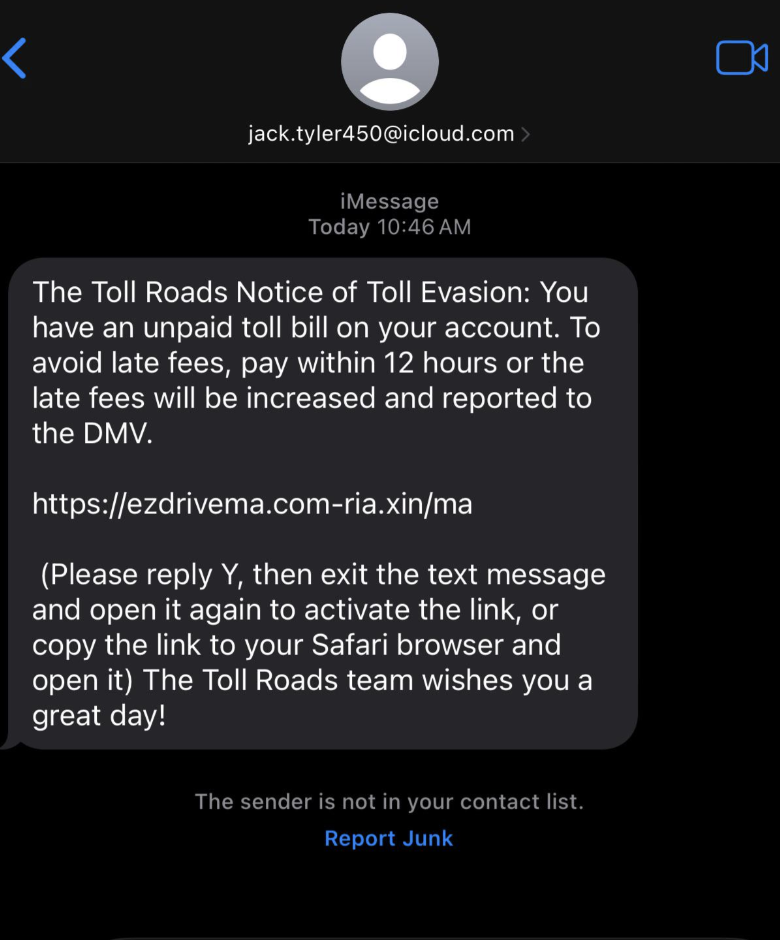 jack.tyler450@icloud.com
iMessage
Today 10:46 AM
The Toll Roads Notice of Toll Evasion: You
have an unpaid toll bill on your account. To
avoid late fees, pay within 12 hours or the
late fees will be increased and reported to
the DMV.
https://ezdrivema.com-ria.xin/ma
(Please reply Y, then exit the text message
and open it again to activate the link, or
copy the link to your Safari browser and
open it) The Toll Roads team wishes you a
great day!
The sender is not in your contact list.
Report Junk